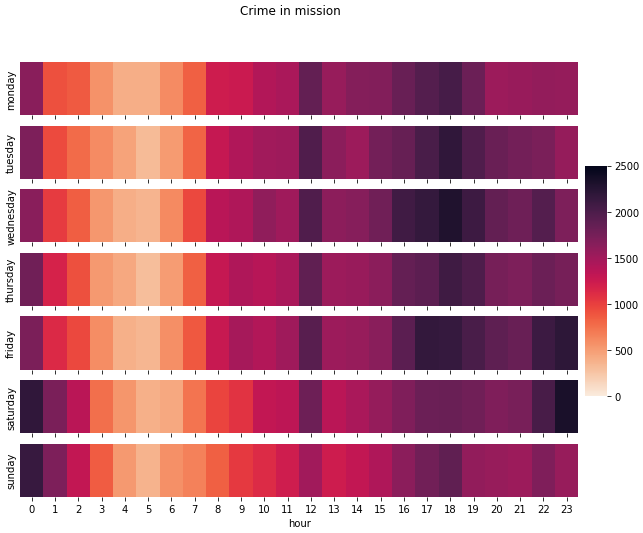 Crime in mission
monday
tuesday
wednesday
thursday
friday
saturday
sunday
2500
2000
1500
1000
500
0
0 1 2 3 4 5 6 7 8 9 10 11 12 13 14 15 16 17 18 19 20 21 22 23
hour